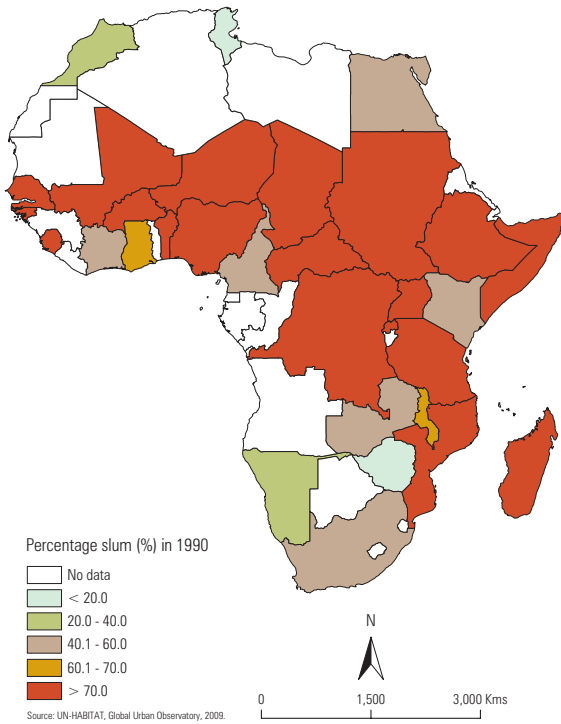 Percentage slum (%) in 1990
No data
< 20.0
20.0 - 40.0
40.1 - 60.0
60.1 - 70.0
> 70.0
Source: UN-HABITAT, Global Urban Observatory, 2009.
N
0 1,500 3,000 Kms